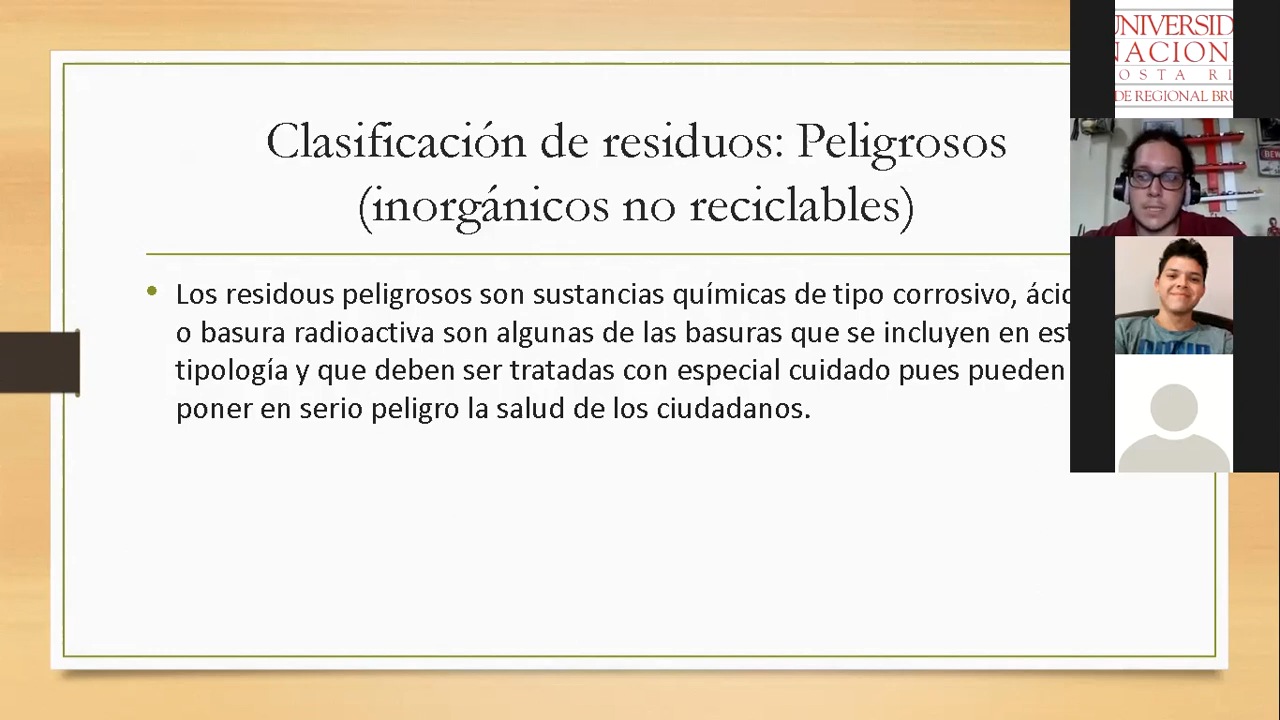 Clasificación de residuos: Peligrosos
(inorgánicos no reciclables)
• Los residous peligrosos son sustancias químicas de tipo corrosivo,
o basura radioactiva son algunas de las basuras que se incluyen en
tipología y que deben ser tratadas con especial cuidado pues pueden
poner en serio peligro la salud de los ciudadanos.
UNIVERSID
NACION
OSTA RI
DE REGIONAL BRU